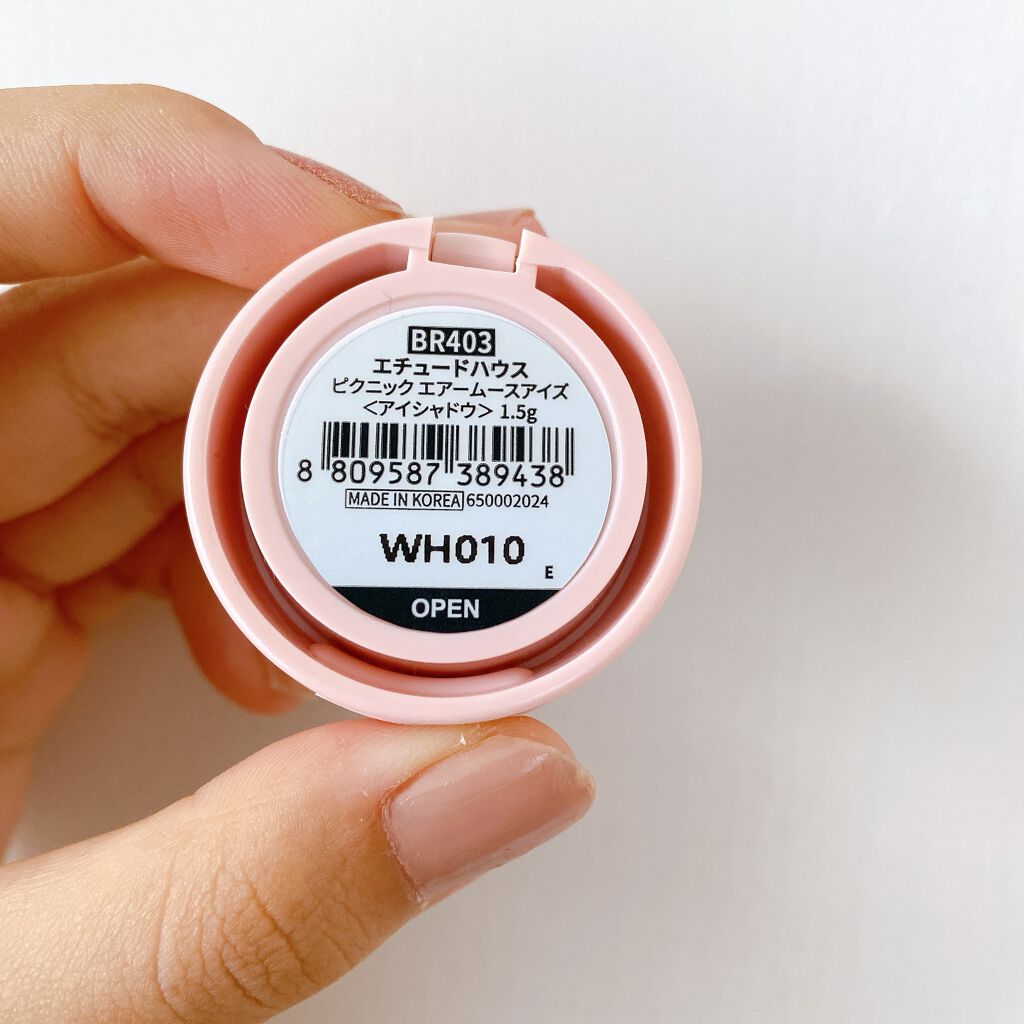 BR403
エチュードハウス
ピクニック エアームースアイズ
<アイシャドウ> 1.5g
8 809587 389438
MADE IN KOREA 650002024
WH010
E
OPEN